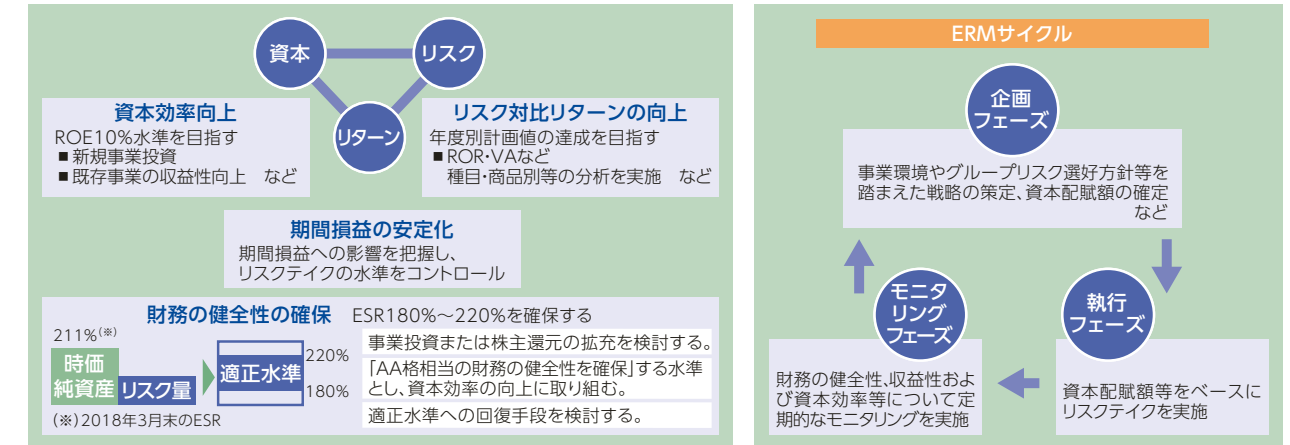 資本
リスク
リターン
資本効率向上
ROE10%水準を目指す
■新規事業投資
■既存事業の収益性向上 など
リスク対比リターンの向上
年度別計画値の達成を目指す
■ROR・VAなど
種目・商品別等の分析を実施 など
期間損益の安定化
期間損益への影響を把握し、
リスクテイクの水準をコントロール
財務の健全性の確保 ESR180%〜220%を確保する
211%(※)
時価
純資産
リスク量
適正水準
220%
180%
(※)2018年3月末のESR
事業投資または株主還元の拡充を検討する。
「AA格相当の財務の健全性を確保」する水準
とし、資本効率の向上に取り組む。
適正水準への回復手段を検討する。
ERMサイクル
企画
フェーズ
事業環境やグループリスク選好方針等を
踏まえた戦略の策定、資本配賦額の確定
など
執行
フェーズ
資本配賦額等をベースに
リスクテイクを実施
モニタ
リング
フェーズ
財務の健全性、収益性およ
び資本効率等について定
期的なモニタリングを実施